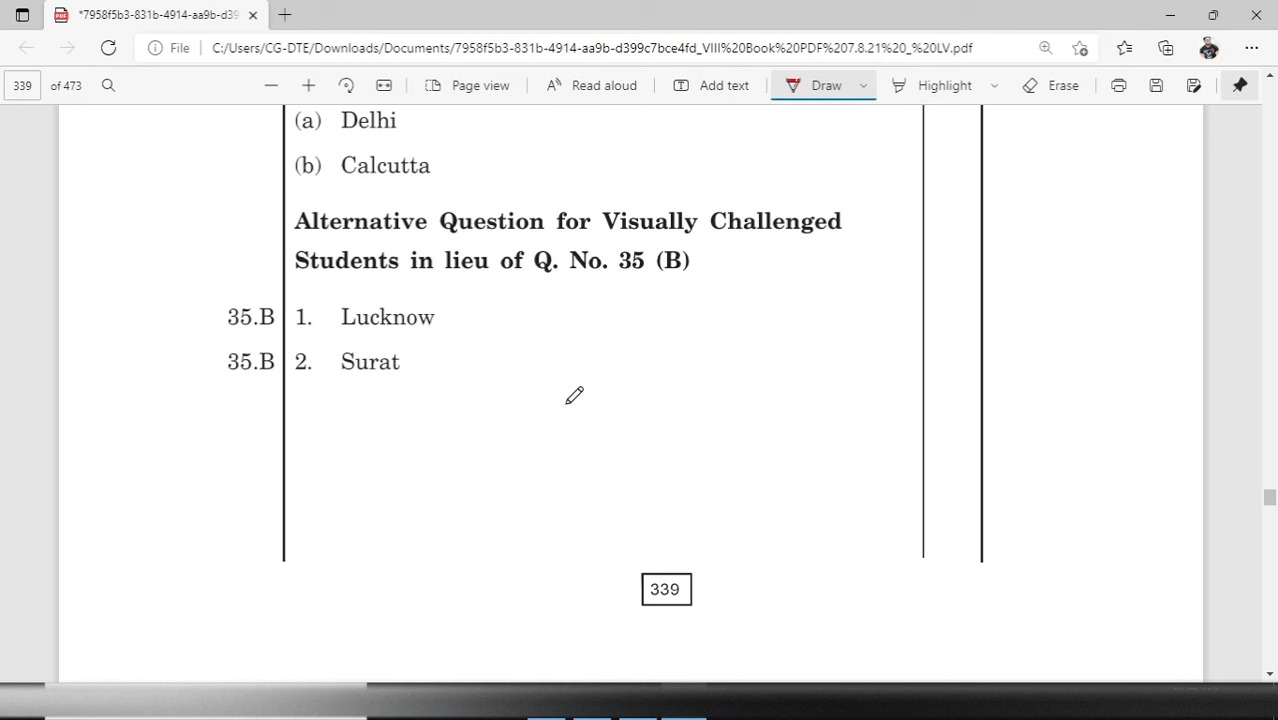 *7958f5b3-831b-4914-aa9b-d39
File C:/Users/CG-DTE/Downloads/Documents/7958f5b3-831b-4914-aa9b-d399c7bce4fd_VIII%20Book%20PDF%207.8.21%20_%20LV.pdf
339 of 473 Page view Read aloud Add text Draw Highlight Erase
(a) Delhi
(b) Calcutta
Alternative Question for Visually Challenged
Students in lieu of Q. No. 35 (B)
35.B 1. Lucknow
35.B 2. Surat
339